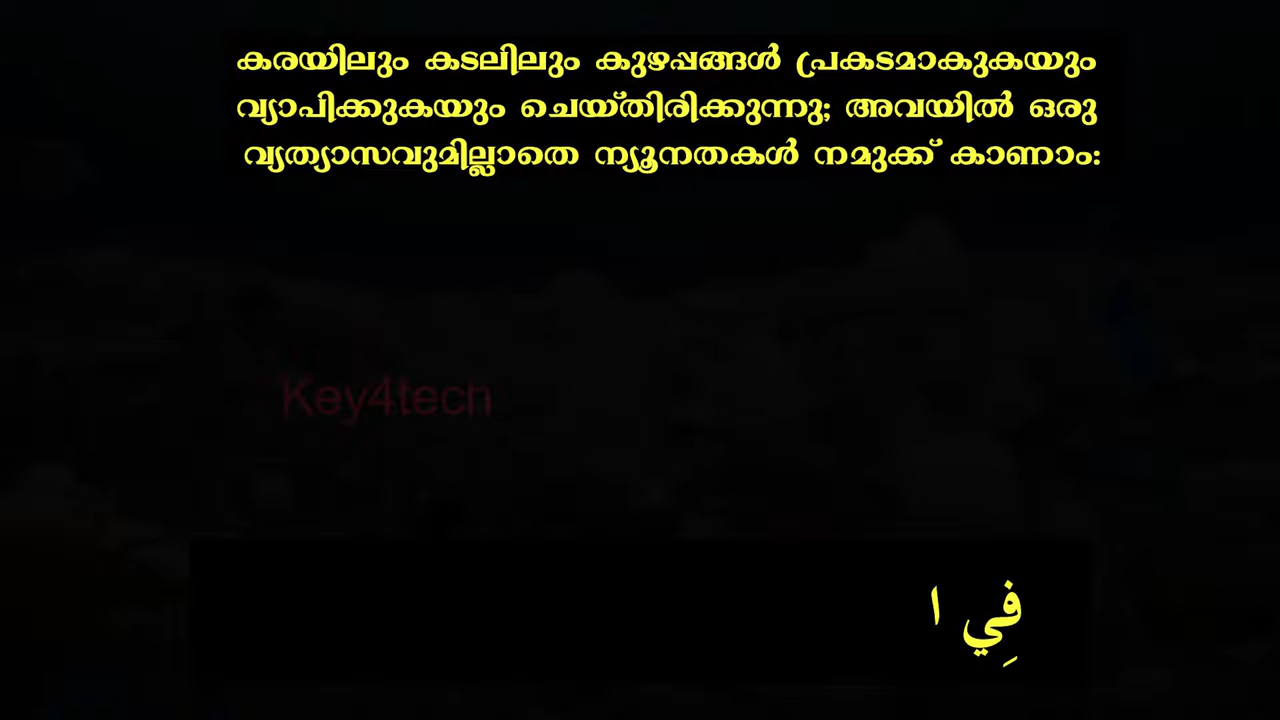 കരയിലും കടലിലും കുഴപ്പങ്ങൾ പ്രകടമാകുകയും
വ്യാപിക്കുകയും ചെയ്തിരിക്കുന്നു; അവയിൽ ഒരു
വ്യത്യാസവുമില്ലാതെ ന്യൂനതകൾ നമുക്ക് കാണാം:
Key4tech
فِي ا